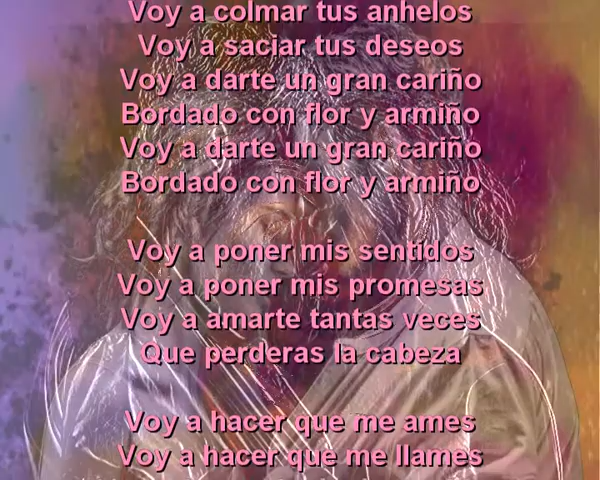 Voy a colmar tus anhelos
Voy a saciar tus deseos
Voy a darte un gran cariño
Bordado con flor y armiño
Voy a darte un gran cariño
Bordado con flor y armiño
Voy a poner mis sentidos
Voy a poner mis promesas
Voy a amarte tantas veces
Que perderas la cabeza
Voy a hacer que me ames
Voy a hacer que me llames